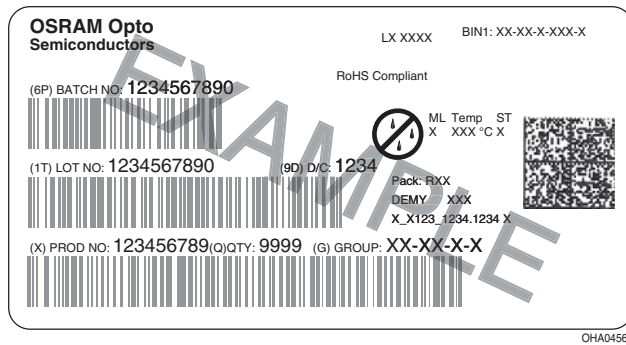 OSRAM Opto
Semiconductors
LX XXXX
BIN1: XX-XX-X-XXX-X
RoHS Compliant
(6P) BATCH NO: 1234567890
ML Temp ST
X XXX °C X
(1T) LOT NO: 1234567890
(9D) D/C: 1234
Pack: RXX
DEMY XXX
X_X123_1234.1234 X
(X) PROD NO: 123456789(Q)QTY: 9999 (G) GROUP: XX-XX-X-X
EXAMPLE
OHA0456